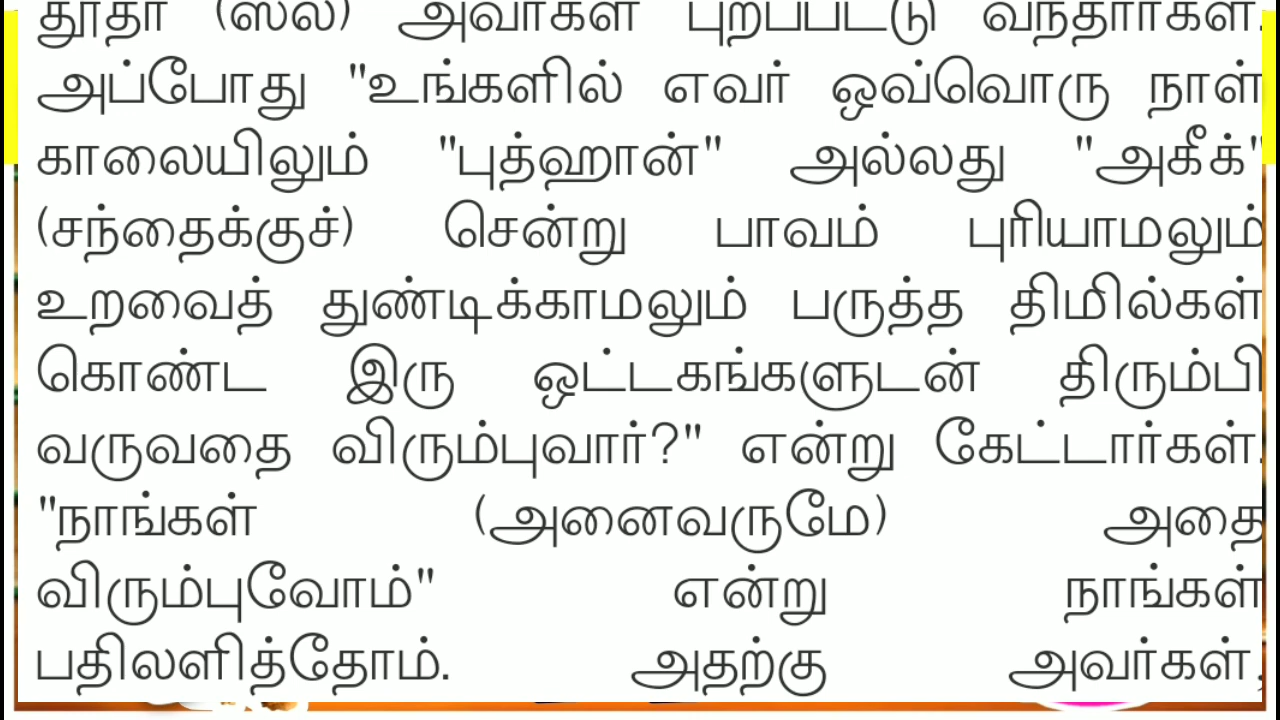 தூதர் (ஸல்) அவர்கள் புறப்பட்டு வந்தார்கள்.
அப்போது "உங்களில் எவர் ஒவ்வொரு நாள்
காலையிலும் "புத்ஹான்" அல்லது "அகீக்"
(சந்தைக்குச்) சென்று பாவம் புரியாமலும்
உறவைத் துண்டிக்காமலும் பருத்த திமில்கள்
கொண்ட இரு ஒட்டகங்களுடன் திரும்பி
வருவதை விரும்புவார்?" என்று கேட்டார்கள்.
"நாங்கள் (அனைவருமே) அதை
விரும்புவோம்" என்று நாங்கள்
பதிலளித்தோம். அதற்கு அவர்கள்,